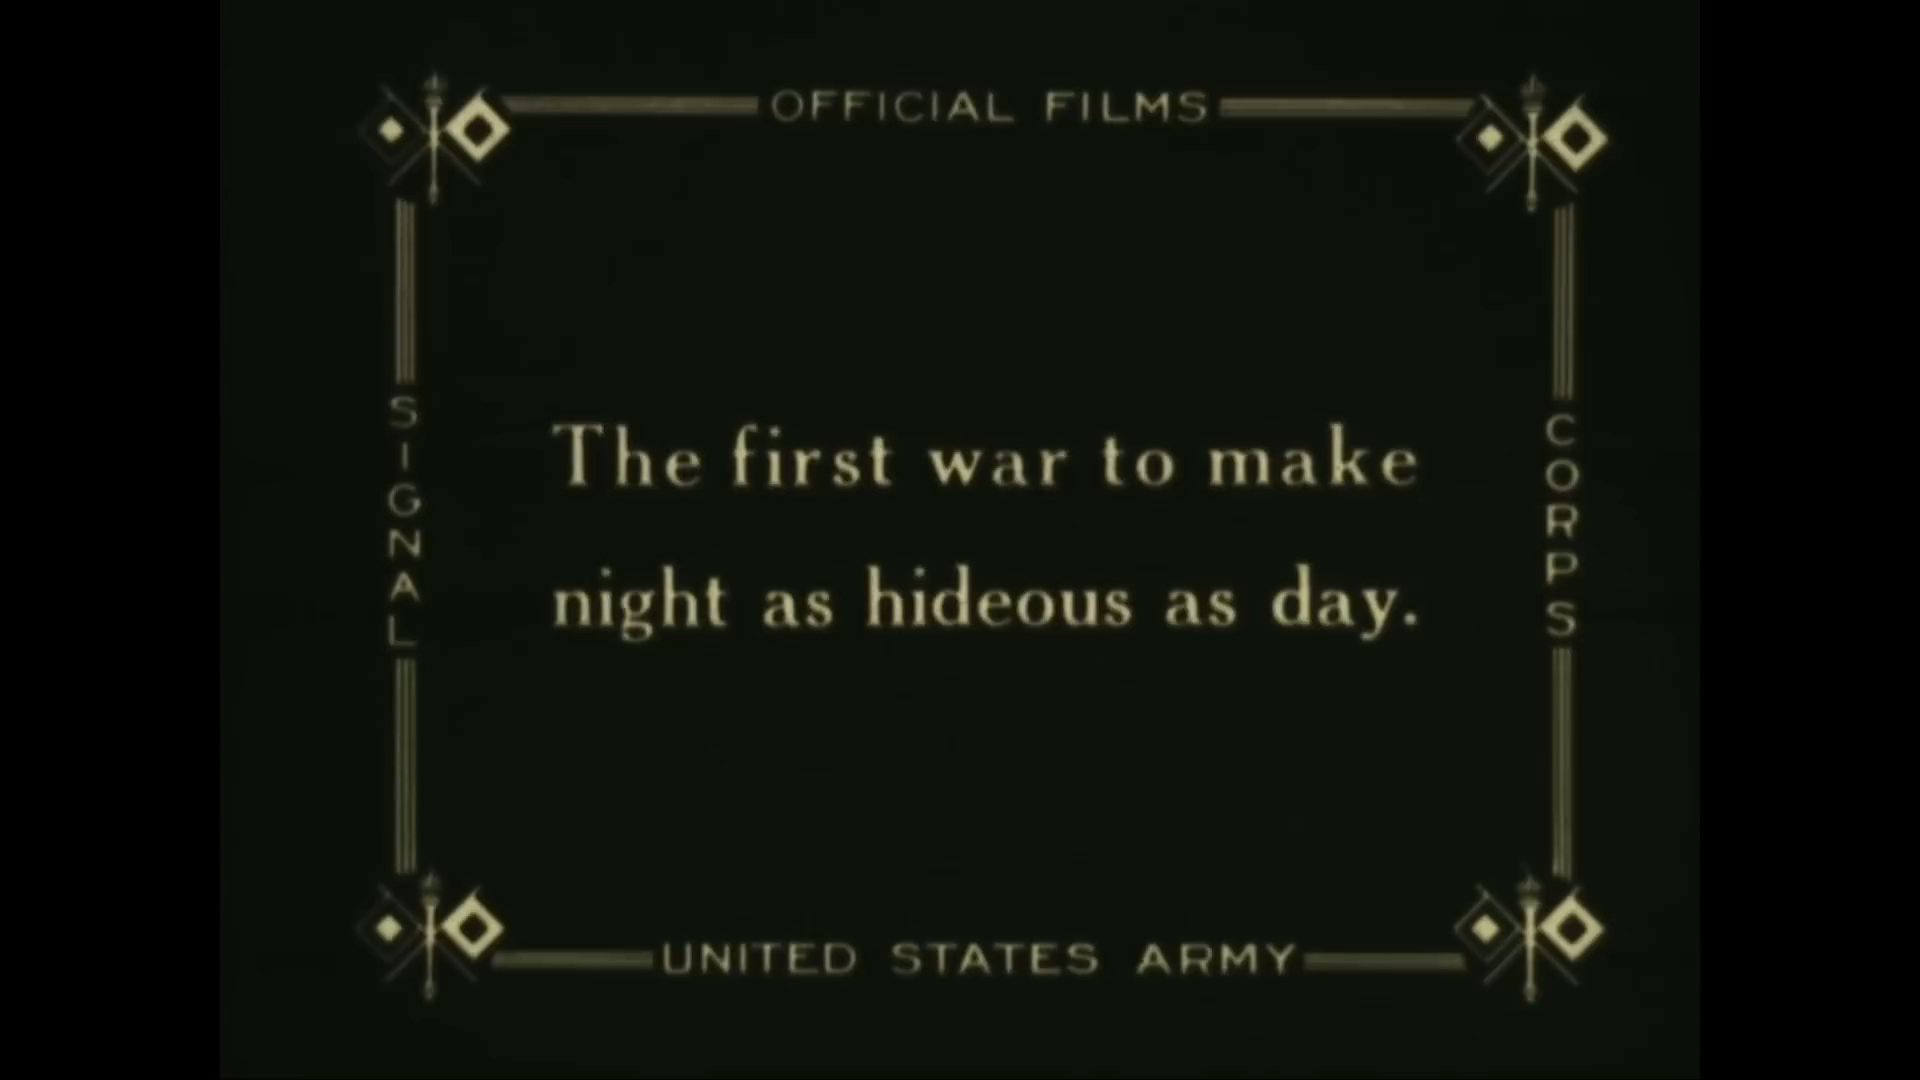 OFFICIAL FILMS
SIGNAL
CORPS
The first war to make
night as hideous as day.
UNITED STATES ARMY